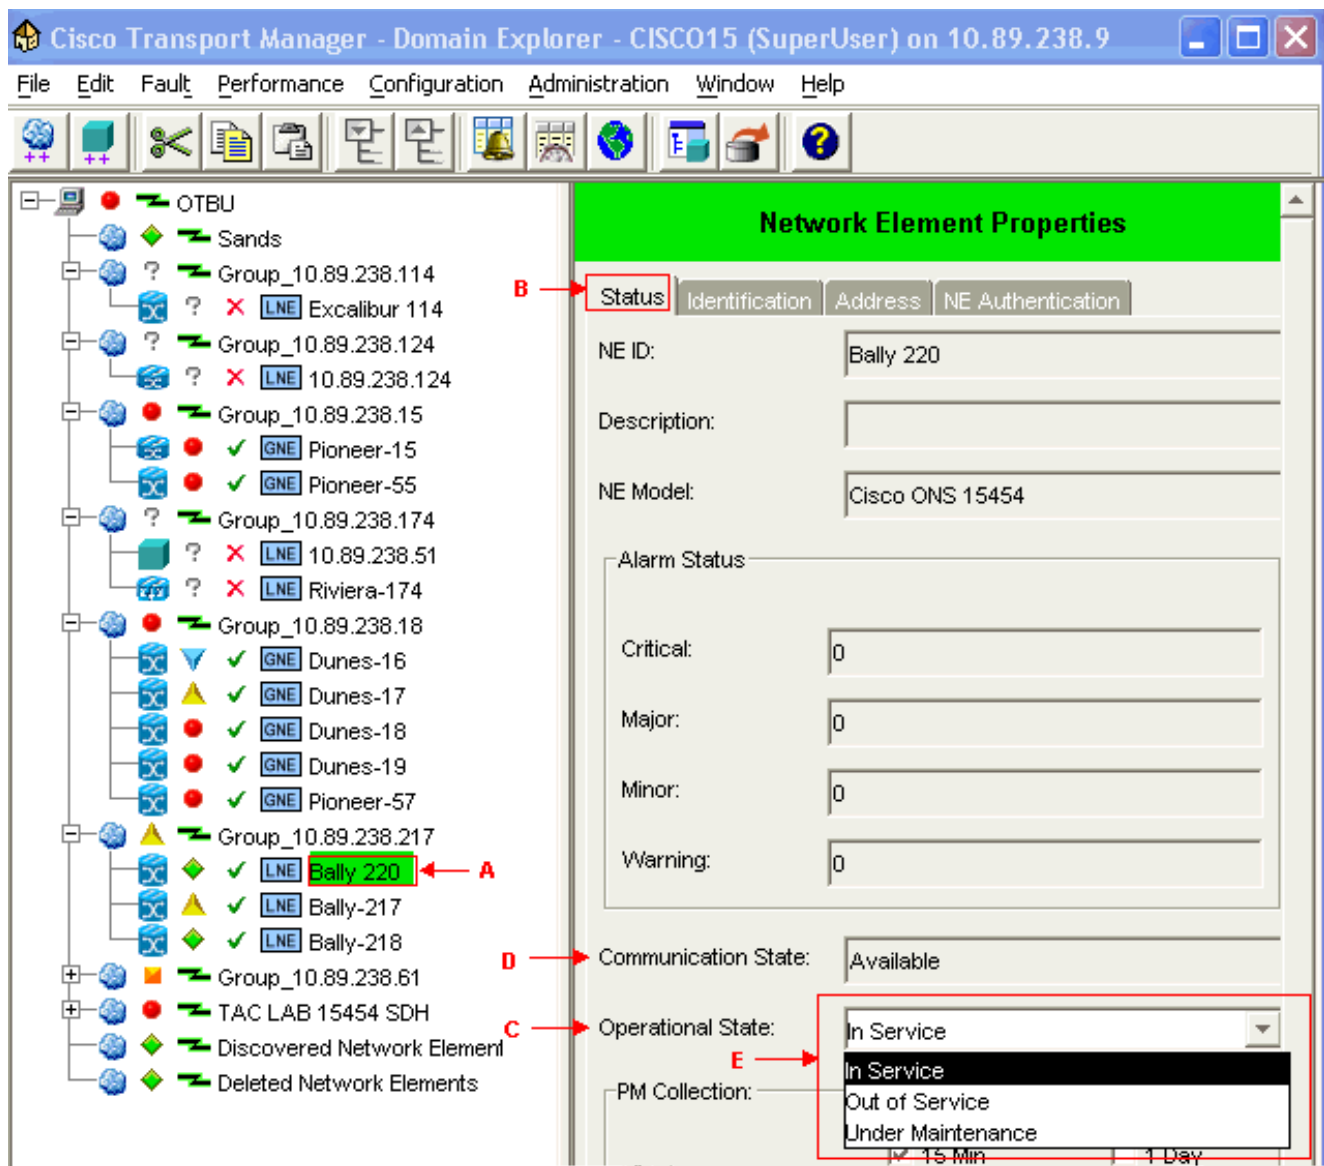 Cisco Transport Manager - Domain Explorer - CISCO15 (SuperUser) on 10.89.238.9
File Edit Fault Performance Configuration Administration Window Help
OTBU
Sands
Group_10.89.238.114
LNE Excalibur 114
Group_10.89.238.124
LNE 10.89.238.124
Group_10.89.238.15
GNE Pioneer-15
GNE Pioneer-55
Group_10.89.238.174
LNE 10.89.238.51
LNE Riviera-174
Group_10.89.238.18
GNE Dunes-16
GNE Dunes-17
GNE Dunes-18
GNE Dunes-19
GNE Pioneer-57
Group_10.89.238.217
LNE Bally 220 A
LNE Bally-217
LNE Bally-218
Group_10.89.238.61
TAC LAB 15454 SDH
Discovered Network Element
Deleted Network Elements
Network Element Properties
B Status Identification Address NE Authentication
NE ID: Bally 220
Description:
NE Model: Cisco ONS 15454
Alarm Status
Critical: 0
Major: 0
Minor: 0
Warning: 0
D Communication State: Available
C Operational State: In Service
E In Service
Out of Service
Under Maintenance
PM Collection:
15 Min 1 Day